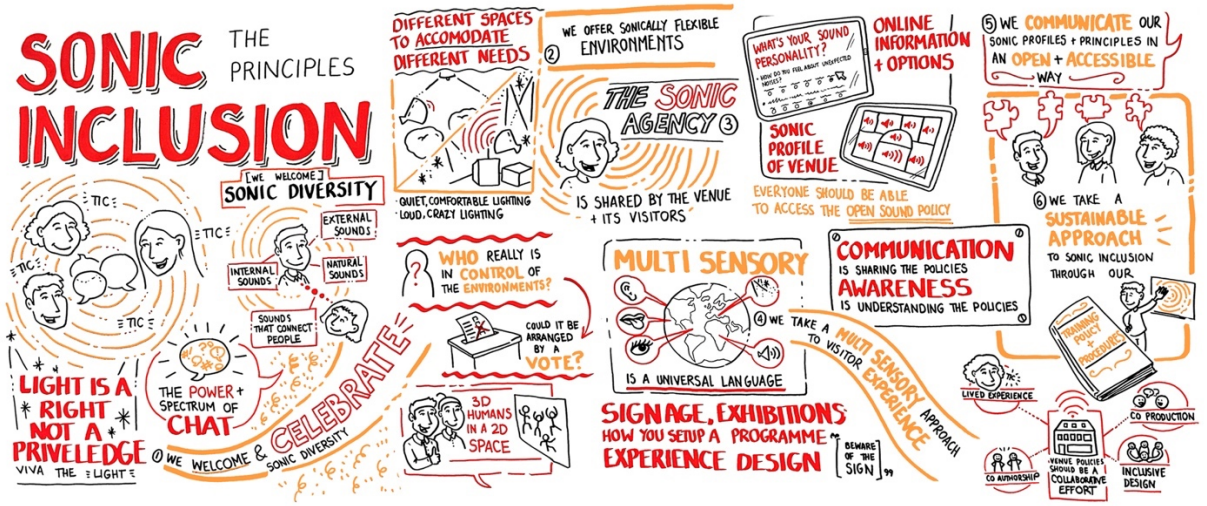 SONIC
INCLUSION
THE
PRINCIPLES
[WE WELCOME]
SONIC DIVERSITY
TIC
TIC
TIC
TIC
EXTERNAL
SOUNDS
INTERNAL
SOUNDS
NATURAL
SOUNDS
SOUNDS
THAT CONNECT
PEOPLE
LIGHT IS A
RIGHT
NOT A
PRIVELEDGE
VIVA THE LIGHT
THE POWER +
SPECTRUM OF
CHAT
① WE WELCOME & CELEBRATE
SONIC DIVERSITY
DIFFERENT SPACES
TO ACCOMODATE
DIFFERENT NEEDS
QUIET, COMFORTABLE LIGHTING
LOUD, CRAZY LIGHTING
② WE OFFER SONICALLY FLEXIBLE
ENVIRONMENTS
THE SONIC
AGENCY ③
IS SHARED BY THE VENUE
+ ITS VISITORS
?
WHO REALLY IS
IN CONTROL OF
THE ENVIRONMENTS?
COULD IT BE
ARRANGED
BY A
VOTE?
3D
HUMANS
IN A 2D
SPACE
WHAT'S YOUR SOUND
PERSONALITY?
• HOW DO YOU FEEL ABOUT UNEXPECTED
NOISES?
ONLINE
INFORMATION
+ OPTIONS
SONIC
PROFILE
OF VENUE
EVERYONE SHOULD BE ABLE
TO ACCESS THE OPEN SOUND POLICY
MULTI SENSORY
IS A UNIVERSAL LANGUAGE
④ WE TAKE A MULTI SENSORY APPROACH
TO VISITOR EXPERIENCE
SIGNAGE, EXHIBITIONS
HOW YOU SETUP A PROGRAMME
EXPERIENCE DESIGN
"[BEWARE
OF THE
SIGN]"
COMMUNICATION
IS SHARING THE POLICIES
AWARENESS
IS UNDERSTANDING THE POLICIES
⑤ WE COMMUNICATE OUR
SONIC PROFILES + PRINCIPLES IN
AN OPEN + ACCESSIBLE
WAY
⑥ WE TAKE A
SUSTAINABLE
APPROACH
TO SONIC INCLUSION
THROUGH OUR
TRAINING
POLICY
PROCEDURES
LIVED EXPERIENCE
CO PRODUCTION
CO AUTHORSHIP
VENUE POLICIES
SHOULD BE A
COLLABORATIVE
EFFORT
INCLUSIVE
DESIGN